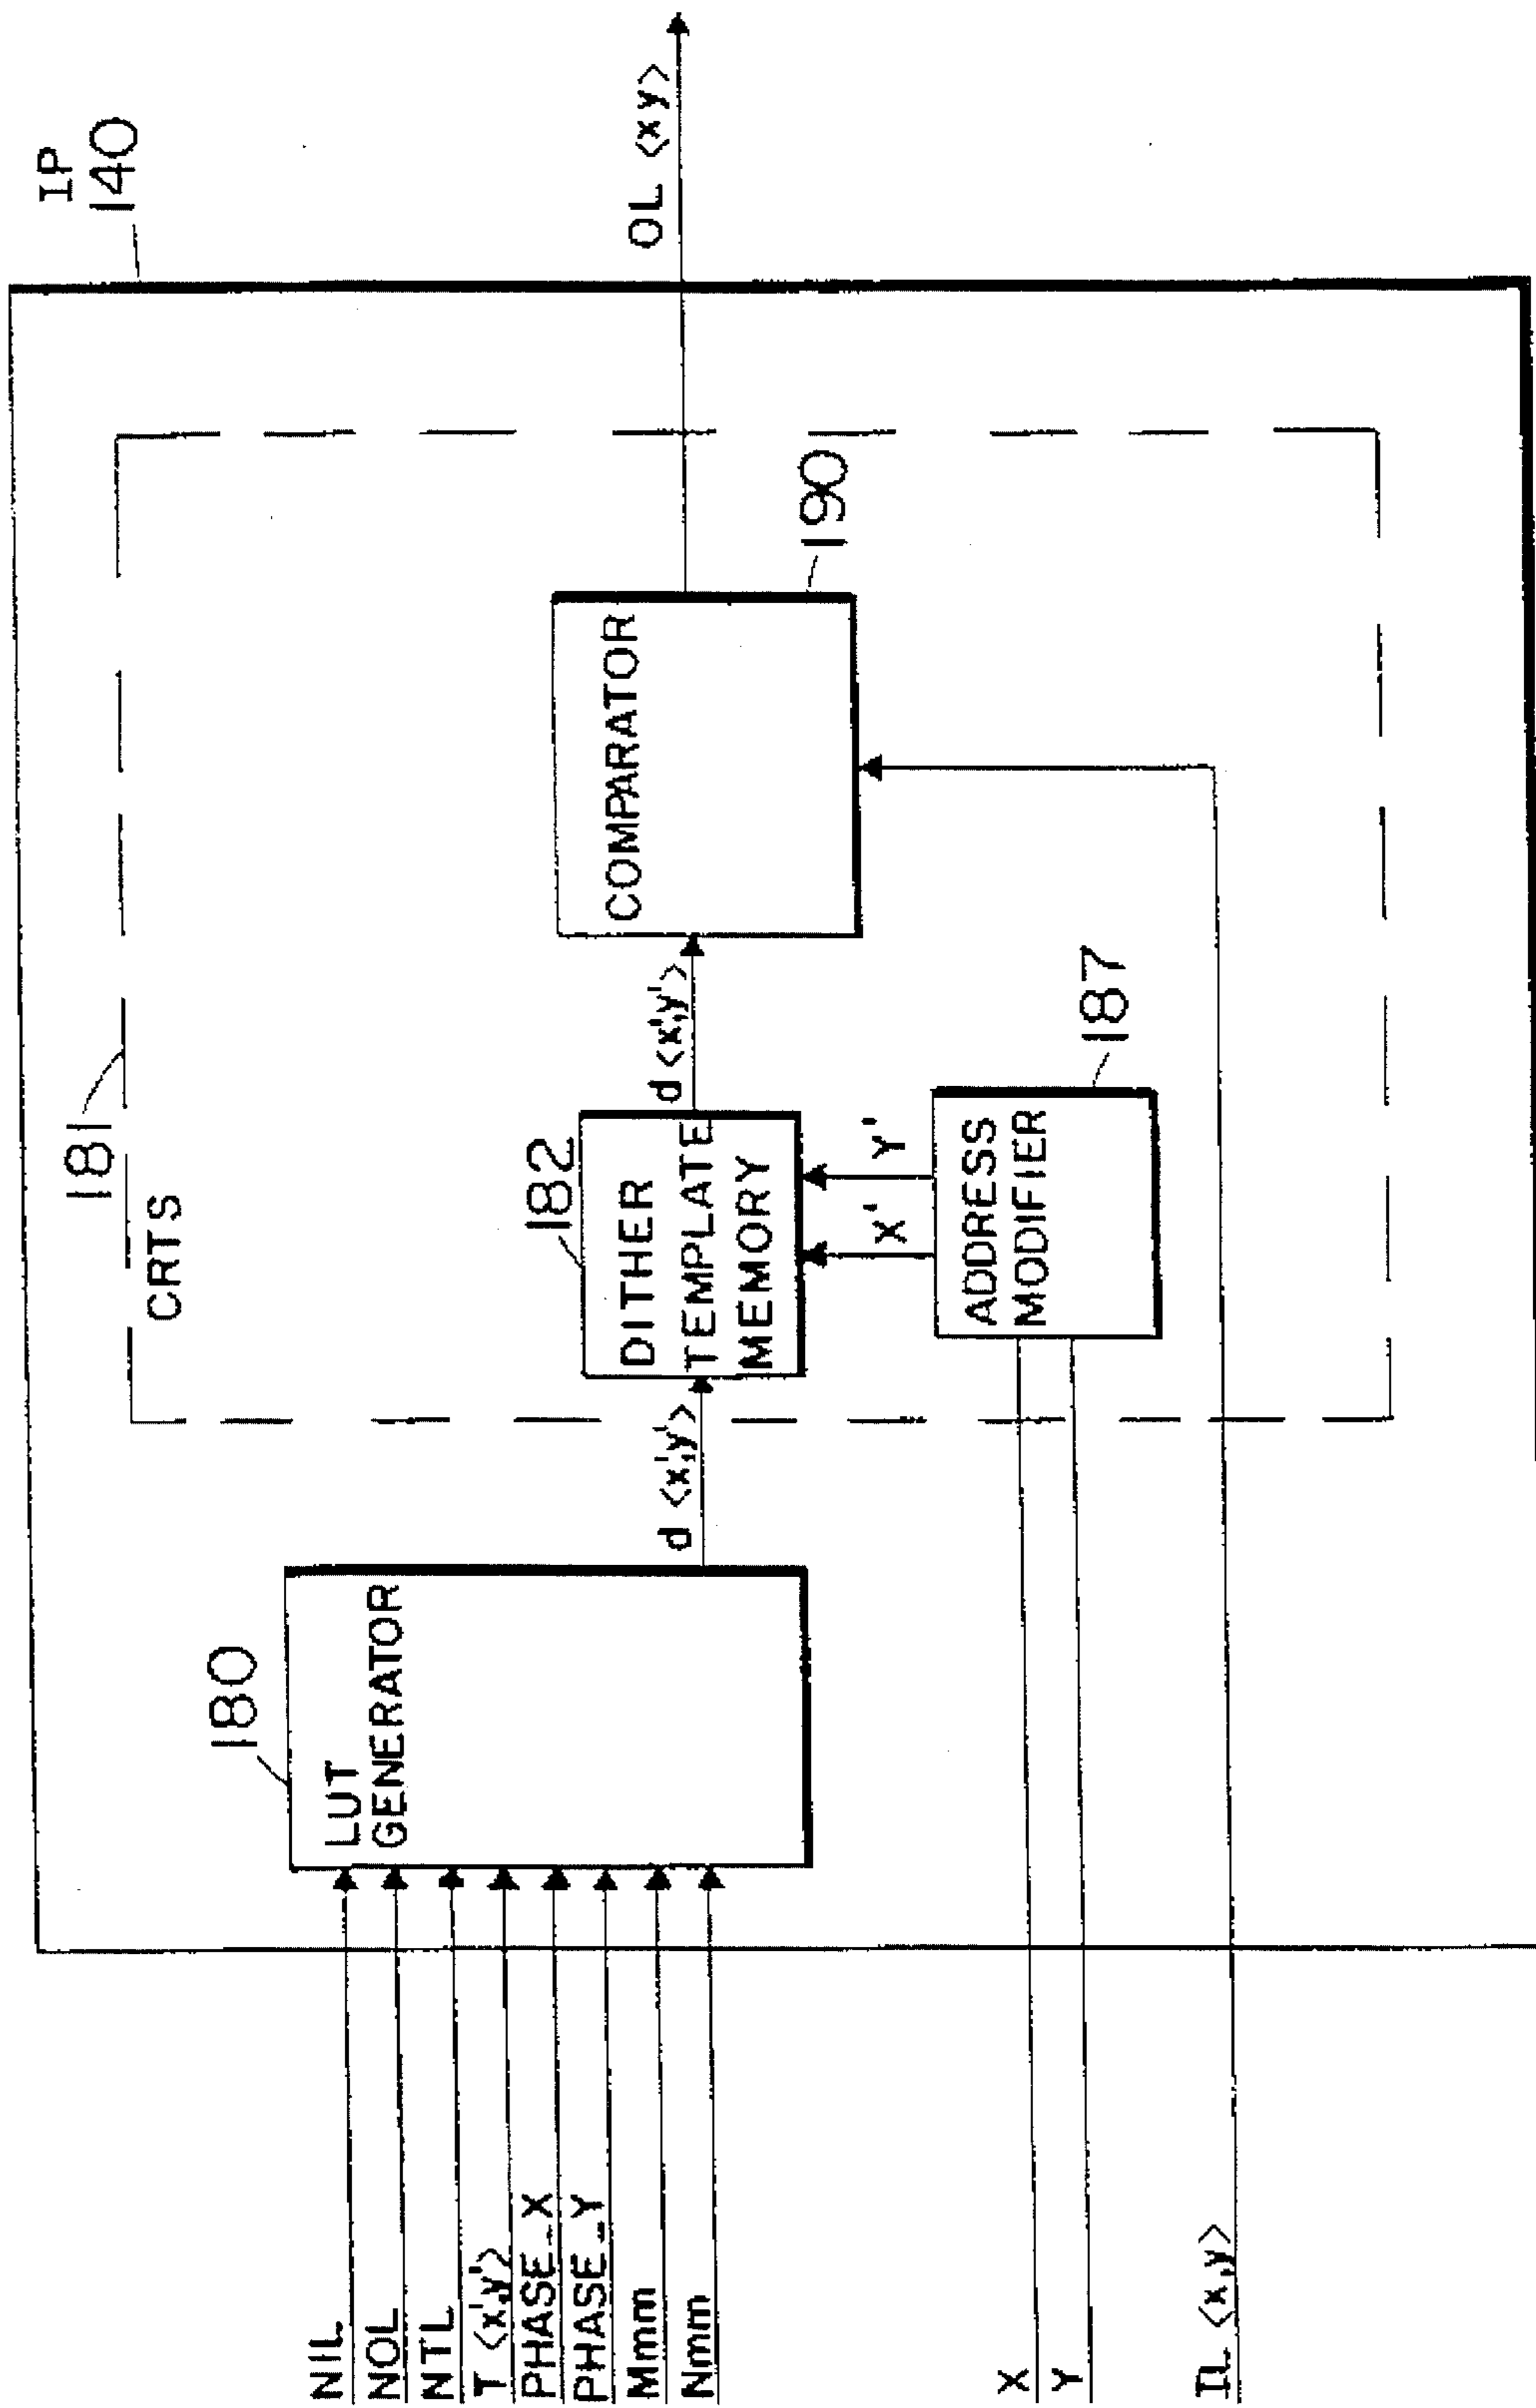 IP
140
181
CRTS
180
LUT
GENERATOR
NIL
NOL
NTL
T <x',y'>
PHASE_X
PHASE_Y
Mmm
Nmm
d <x',y'>
182
DITHER
TEMPLATE
MEMORY
d <x',y'>
COMPARATOR
190
OL <xy>
X'
Y'
ADDRESS
MODIFIER
187
X
Y
IL <x,y>